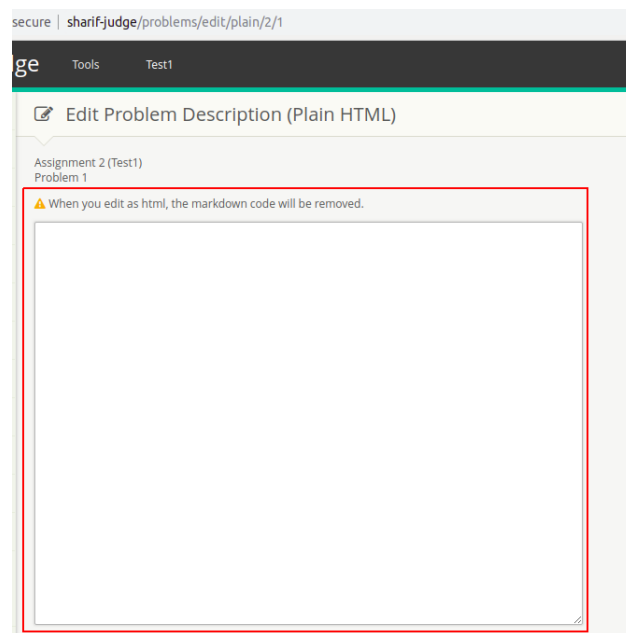 secure | sharif-judge/problems/edit/plain/2/1
dge Tools Test1
Edit Problem Description (Plain HTML)
Assignment 2 (Test1)
Problem 1
When you edit as html, the markdown code will be removed.